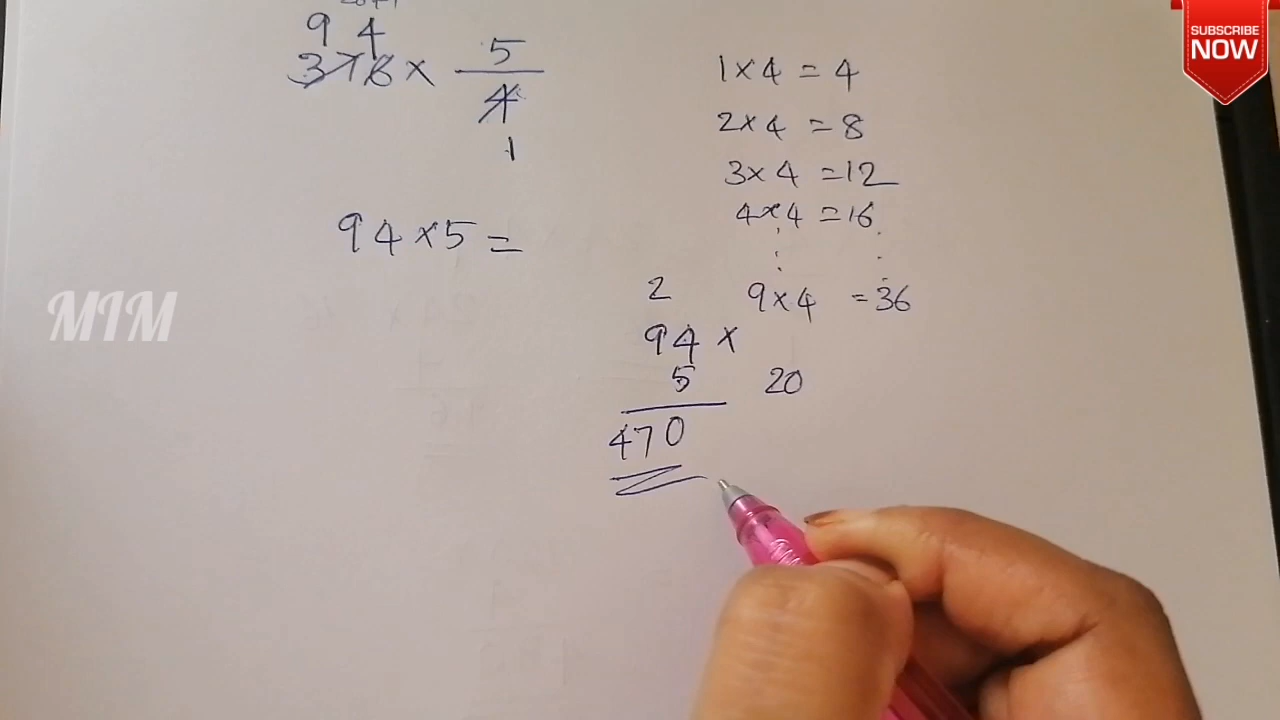 SUBSCRIBE
NOW
9 4
376 × 5/4
1
94 × 5 =
1 × 4 = 4
2 × 4 = 8
3 × 4 = 12
4 × 4 = 16
: :
9 × 4 = 36
2
94 ×
5 20
470
MIM